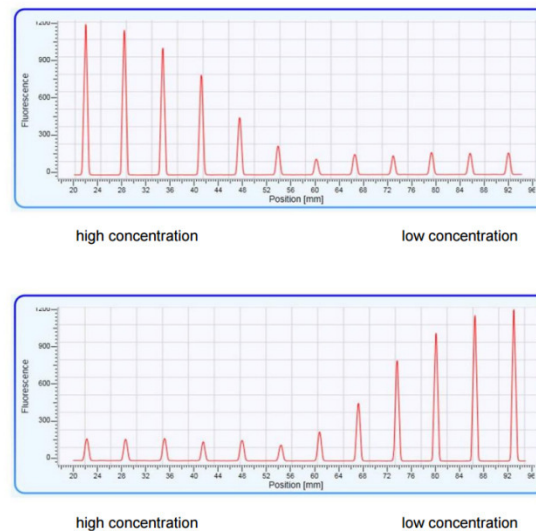 1200
900
600
300
0
Fluorescence
20 24 28 32 36 40 44 48 52 56 60 64 68 72 76 80 84 88 92 96
Position [mm]
high concentration low concentration
1200
900
600
300
0
Fluorescence
20 24 28 32 36 40 44 48 52 56 60 64 68 72 76 80 84 88 92 96
Position [mm]
high concentration low concentration